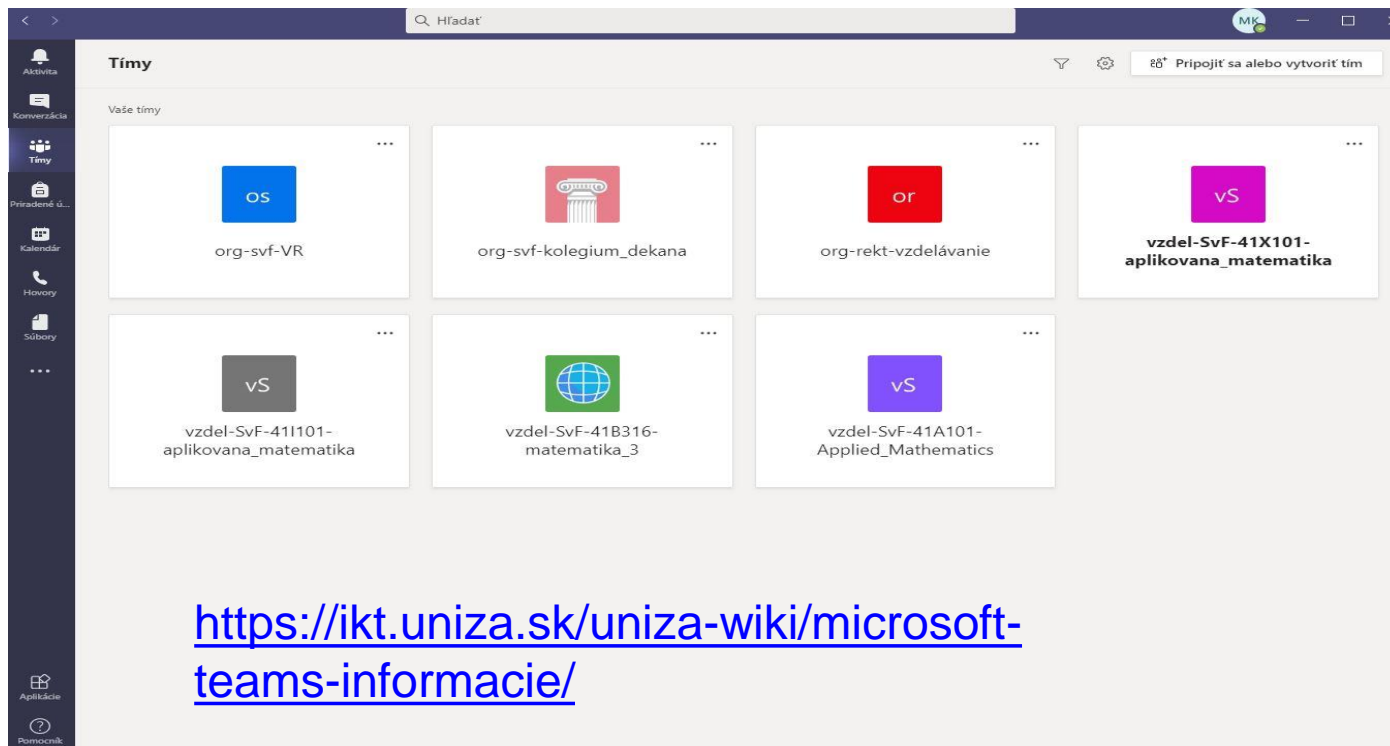 Hľadať
MK
Aktivita
Konverzácia
Tímy
Priradené ú...
Kalendár
Hovory
Súbory
Aplikácie
Pomocník
Tímy
Pripojiť sa alebo vytvoriť tím
Vaše tímy
os
org-svf-VR
org-svf-kolegium_dekana
or
org-rekt-vzdelávanie
vS
vzdel-SvF-41X101-
aplikovana_matematika
vS
vzdel-SvF-41I101-
aplikovana_matematika
vzdel-SvF-41B316-
matematika_3
vS
vzdel-SvF-41A101-
Applied_Mathematics
https://ikt.uniza.sk/uniza-wiki/microsoft-
teams-informacie/